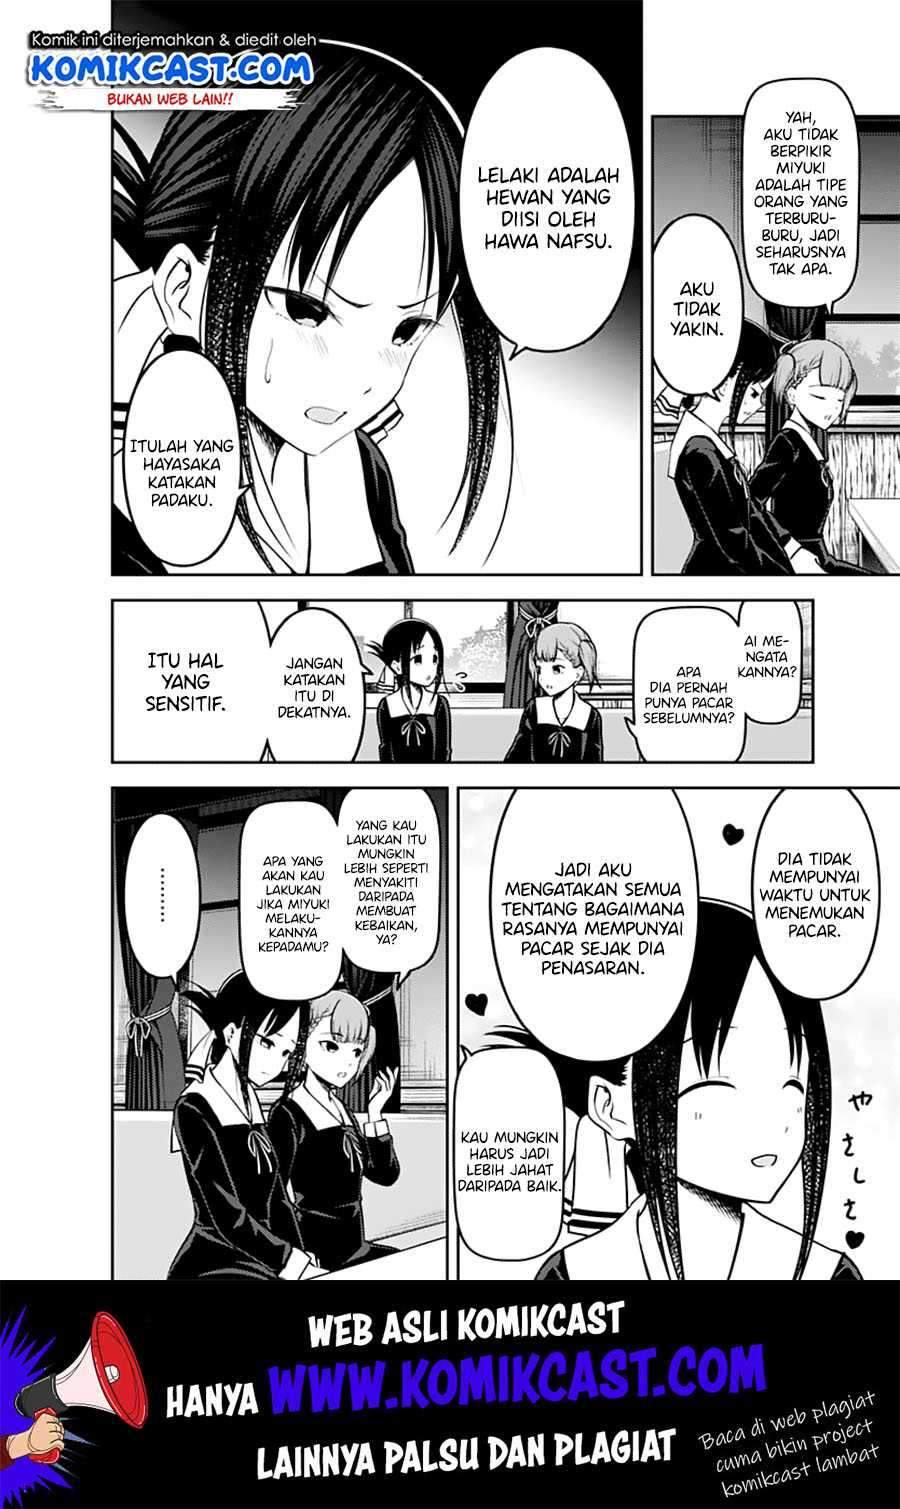 Komik ini diterjemahkan & diedit oleh
KOMIKCAST.COM
BUKAN WEB LAIN!!
YAH,
AKU TIDAK
BERPIKIR
MIYUKI
ADALAH TIPE
ORANG YANG
TERBURU-
BURU, JADI
SEHARUSNYA
TAK APA.
AKU
TIDAK
YAKIN.
LELAKI ADALAH
HEWAN YANG
DIISI OLEH
HAWA NAFSU.
ITULAH YANG
HAYASAKA
KATAKAN
PADAKU.
AI ME-
NGATA
KANNYA?
APA
DIA PERNAH
PUNYA PACAR
SEBELUMNYA?
JANGAN
KATAKAN
ITU DI
DEKATNYA.
ITU HAL
YANG
SENSITIF.
DIA TIDAK
MEMPUNYAI
WAKTU UNTUK
MENEMUKAN
PACAR.
JADI AKU
MENGATAKAN SEMUA
TENTANG BAGAIMANA
RASANYA MEMPUNYAI
PACAR SEJAK DIA
PENASARAN.
やさしさ♥
KAU MUNGKIN
HARUS JADI
LEBIH JAHAT
DARIPADA BAIK.
YANG KAU
LAKUKAN ITU
MUNGKIN
LEBIH SEPERTI
MENYAKITI
DARIPADA
MEMBUAT
KEBAIKAN,
YA?
APA YANG
AKAN KAU
LAKUKAN
JIKA MIYUKI
MELAKU-
KANNYA
KEPADAMU?
..........
WEB ASLI KOMIKCAST
HANYA WWW.KOMIKCAST.COM
LAINNYA PALSU DAN PLAGIAT
Baca di web plagiat
cuma bikin project
komikcast lambat